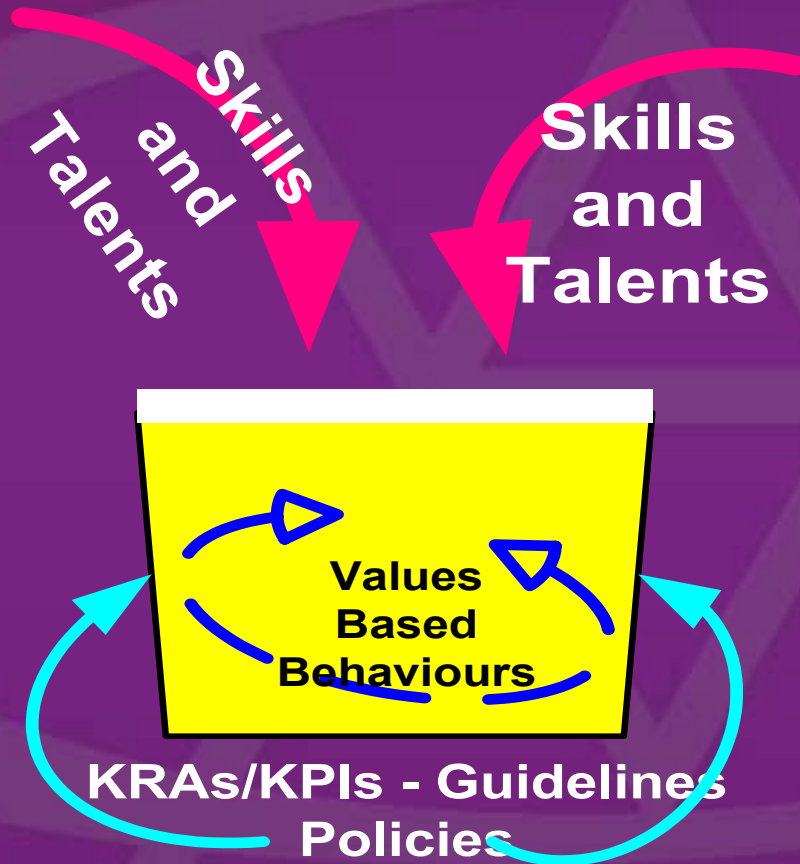 Skills
and
Talents
Skills
and
Talents
Values
Based
Behaviours
KRAs/KPIs - Guidelines
Policies